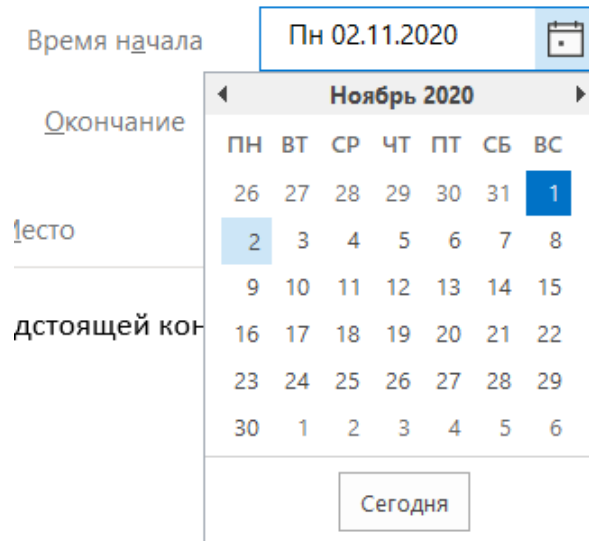 Время начала Пн 02.11.2020
Ноябрь 2020
Окончание
ПН ВТ СР ЧТ ПТ СБ ВС
26 27 28 29 30 31 1
Место
2 3 4 5 6 7 8
9 10 11 12 13 14 15
дстоящей кон
16 17 18 19 20 21 22
23 24 25 26 27 28 29
30 1 2 3 4 5 6
Сегодня